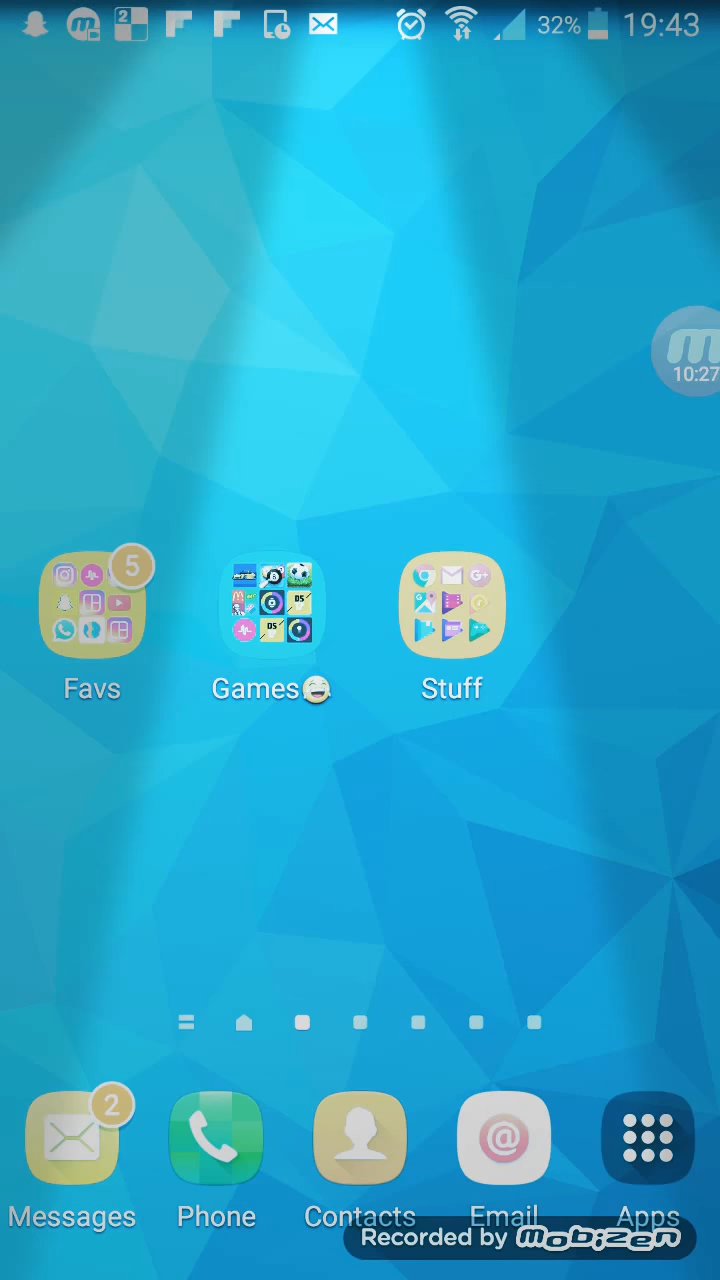 2 32% 19:43
m
10:27
5
Favs Games Stuff
2
Messages Phone Contacts Email Apps
Recorded by mobizen